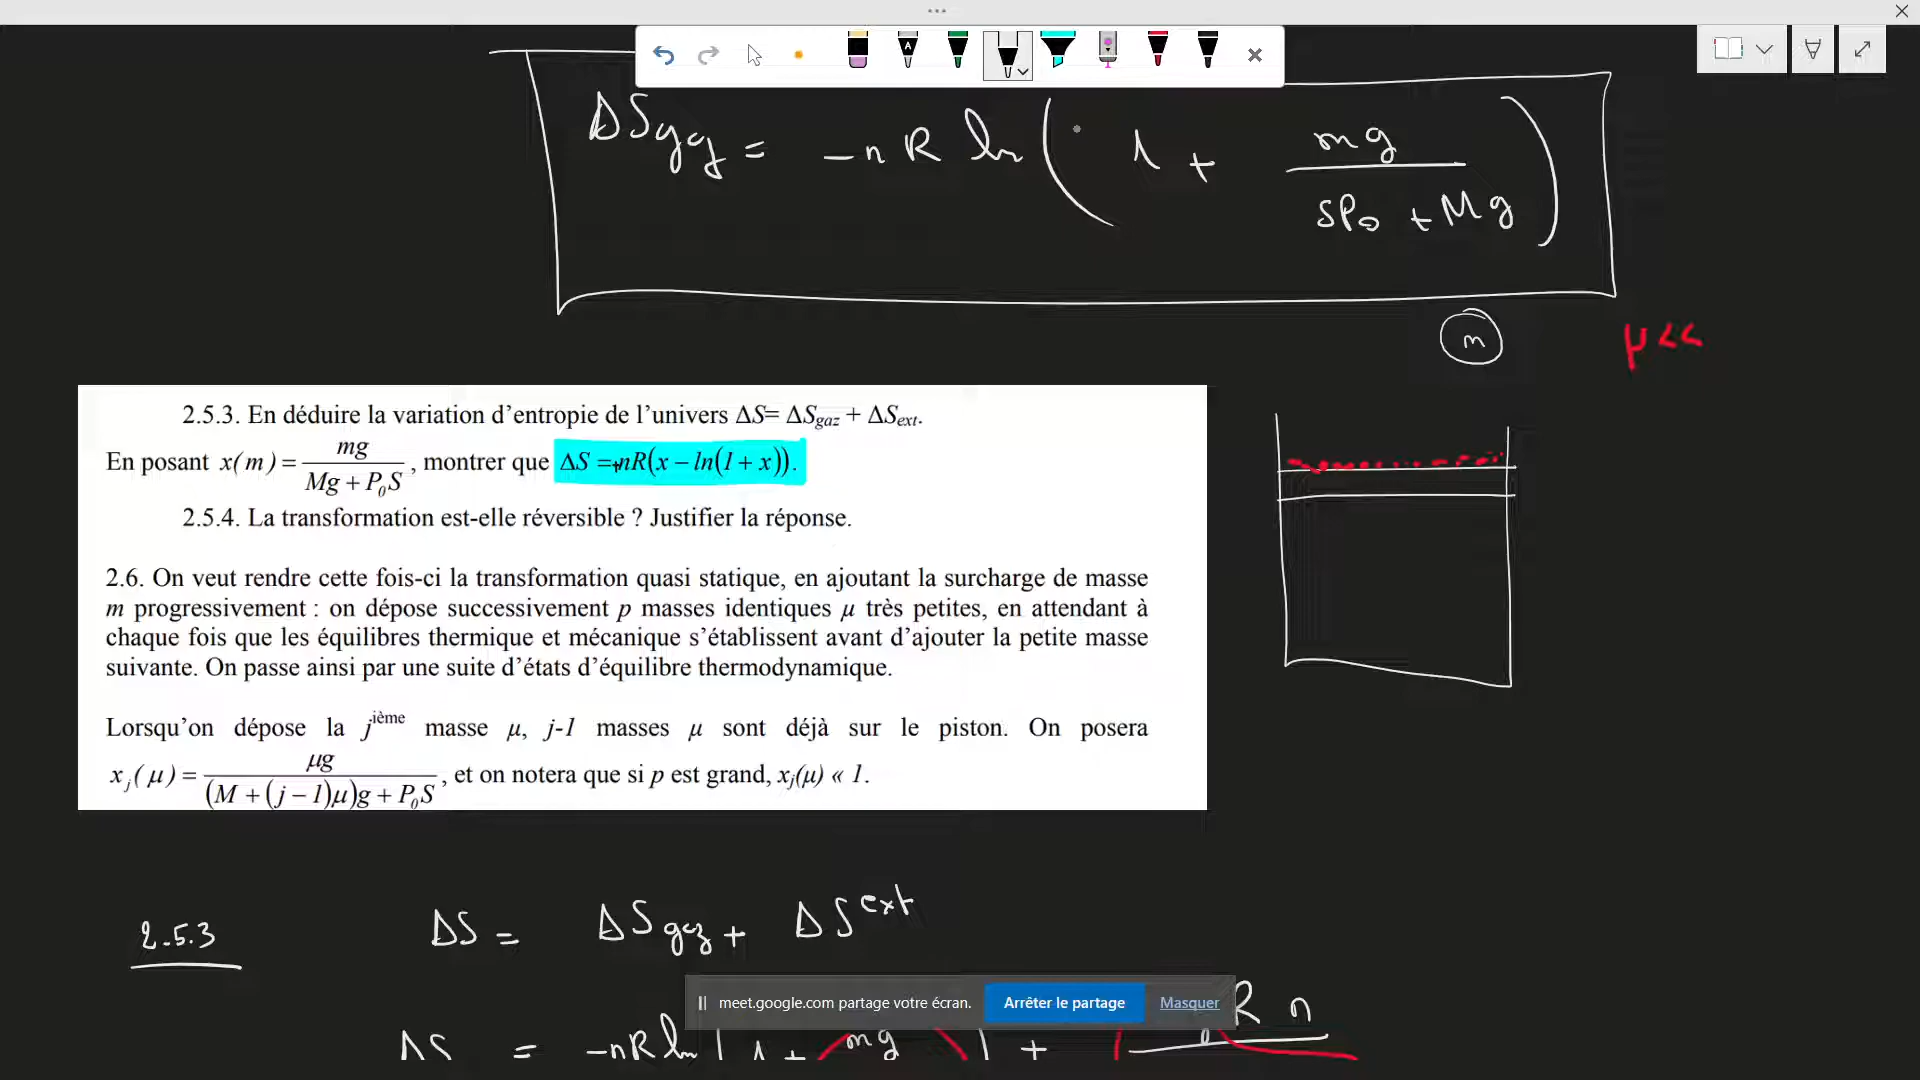 ΔSgaz = -nR ln( 1 + mg / (SP₀ + Mg) )
m
μ <<
2.5.3. En déduire la variation d’entropie de l’univers ΔS= ΔSgaz + ΔSext.
En posant x(m) = mg / (Mg + P₀S), montrer que ΔS =+nR(x – ln(1 + x)).
2.5.4. La transformation est-elle réversible ? Justifier la réponse.
2.6. On veut rendre cette fois-ci la transformation quasi statique, en ajoutant la surcharge de masse
m progressivement : on dépose successivement p masses identiques μ très petites, en attendant à
chaque fois que les équilibres thermique et mécanique s’établissent avant d’ajouter la petite masse
suivante. On passe ainsi par une suite d’états d’équilibre thermodynamique.
Lorsqu’on dépose la jième masse μ, j-1 masses μ sont déjà sur le piston. On posera
xj(μ) = μg / ((M + (j – 1)μ)g + P₀S), et on notera que si p est grand, xj(μ) « 1.
2.5.3 ΔS = ΔSgaz + ΔSext
meet.google.com partage votre écran. Arrêter le partage Masquer
R n
ΔS = -nR ln( 1 + mg ) +